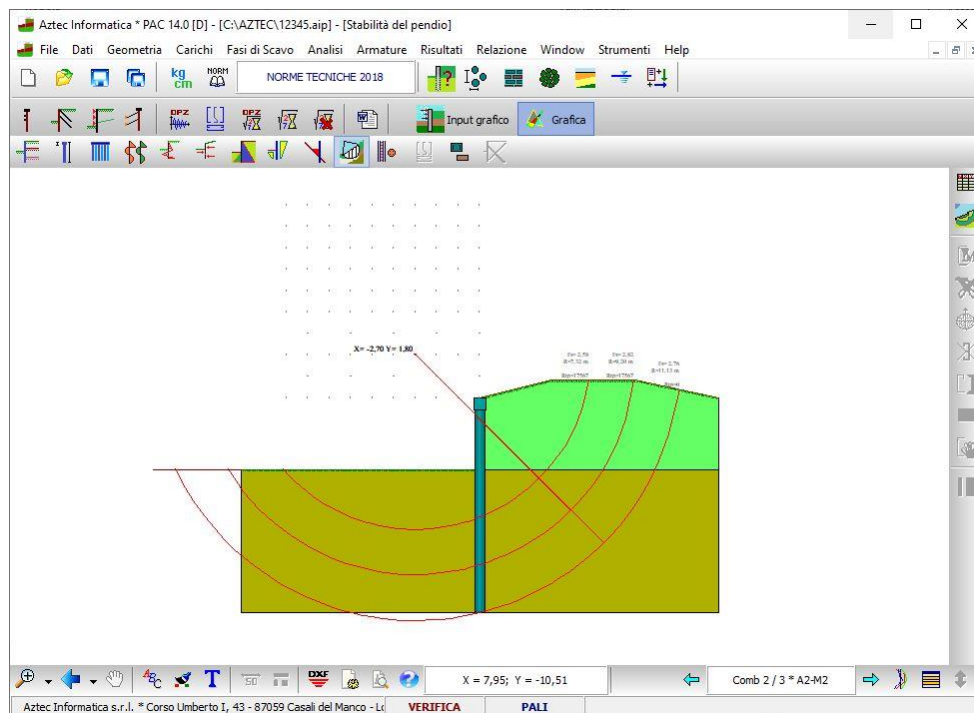 Aztec Informatica * PAC 14.0 [D] - [C:\AZTEC\12345.aip] - [Stabilità del pendio]
File Dati Geometria Carichi Fasi di Scavo Analisi Armature Risultati Relazione Window Strumenti Help
kg cm NORM NORME TECNICHE 2018
Input grafico Grafica
X= -2,70 Y= 1,80
DXF X = 7,95; Y = -10,51 Comb 2 / 3 * A2-M2
Aztec Informatica s.r.l. * Corso Umberto I, 43 - 87059 Casali del Manco - Lo VERIFICA PALI